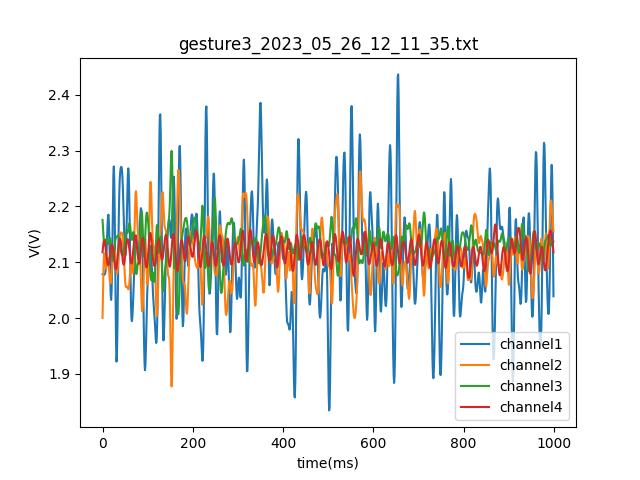 gesture3_2023_05_26_12_11_35.txt
V(V)
2.4
2.3
2.2
2.1
2.0
1.9
channel1
channel2
channel3
channel4
0 200 400 600 800 1000
time(ms)